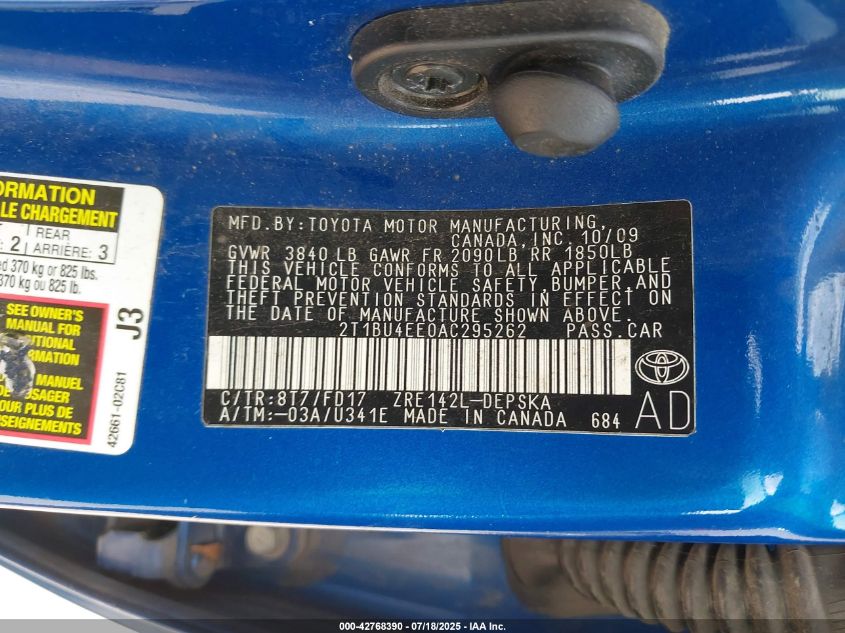 ORMATION
LE CHARGEMENT
REAR
: 2 ARRIÈRE: 3
ed 370 kg or 825 lbs.
370 kg ou 825 lb.
SEE OWNER'S
MANUAL FOR
ITIONAL
RMATION
MANUEL
USAGER
R PLUS DE
NSEIGNEMENTS
J3
42661-02C81
MFD. BY: TOYOTA MOTOR MANUFACTURING,
CANADA, INC. 10/09
GVWR 3840 LB GAWR FR 2090LB RR 1850LB
THIS VEHICLE CONFORMS TO ALL APPLICABLE
FEDERAL MOTOR VEHICLE SAFETY, BUMPER, AND
THEFT PREVENTION STANDARDS IN EFFECT ON
THE DATE OF MANUFACTURE SHOWN ABOVE.
2T1BU4EE0AC295262 PASS. CAR
C/TR: 8T7/FD17 ZRE142L-DEPSKA
A/TM: -03A/U341E MADE IN CANADA 684
AD
000-42768390 - 07/18/2025 - IAA Inc.